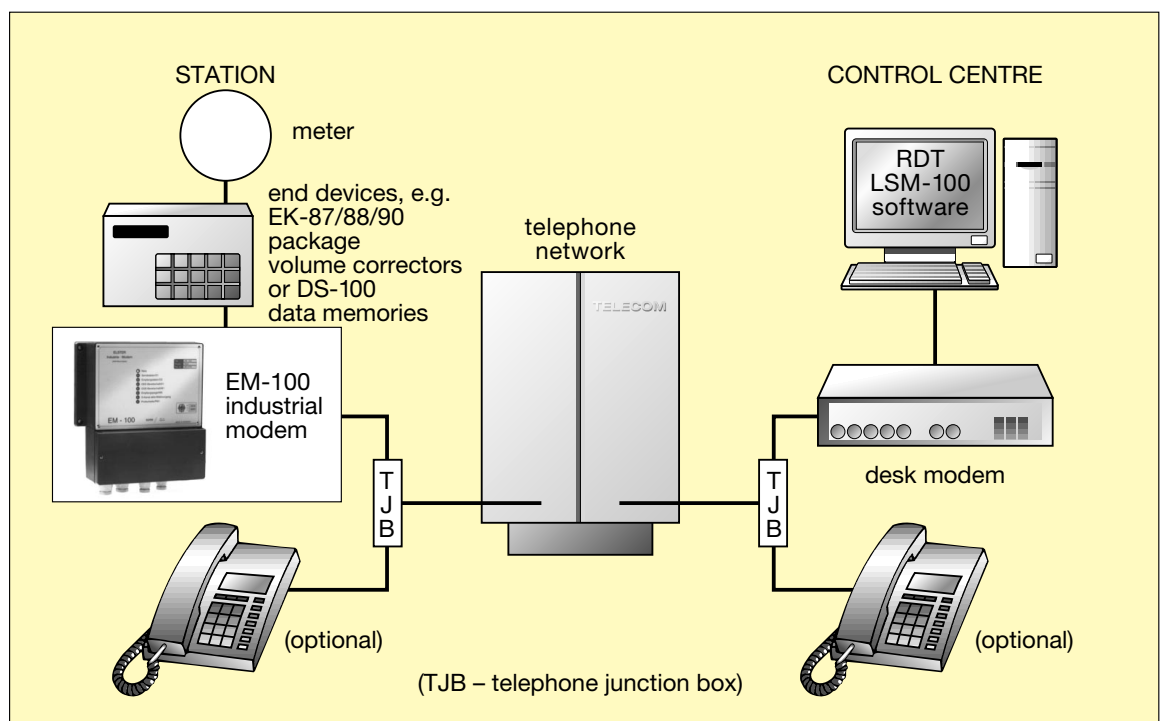 STATION
CONTROL CENTRE
meter
RDT
LSM-100
software
end devices, e.g.
EK-87/88/90
package
volume correctors
or DS-100
data memories
telephone
network
TELECOM
EM-100
industrial
modem
EM - 100
T
J
B
T
J
B
desk modem
(optional)
(optional)
(TJB – telephone junction box)